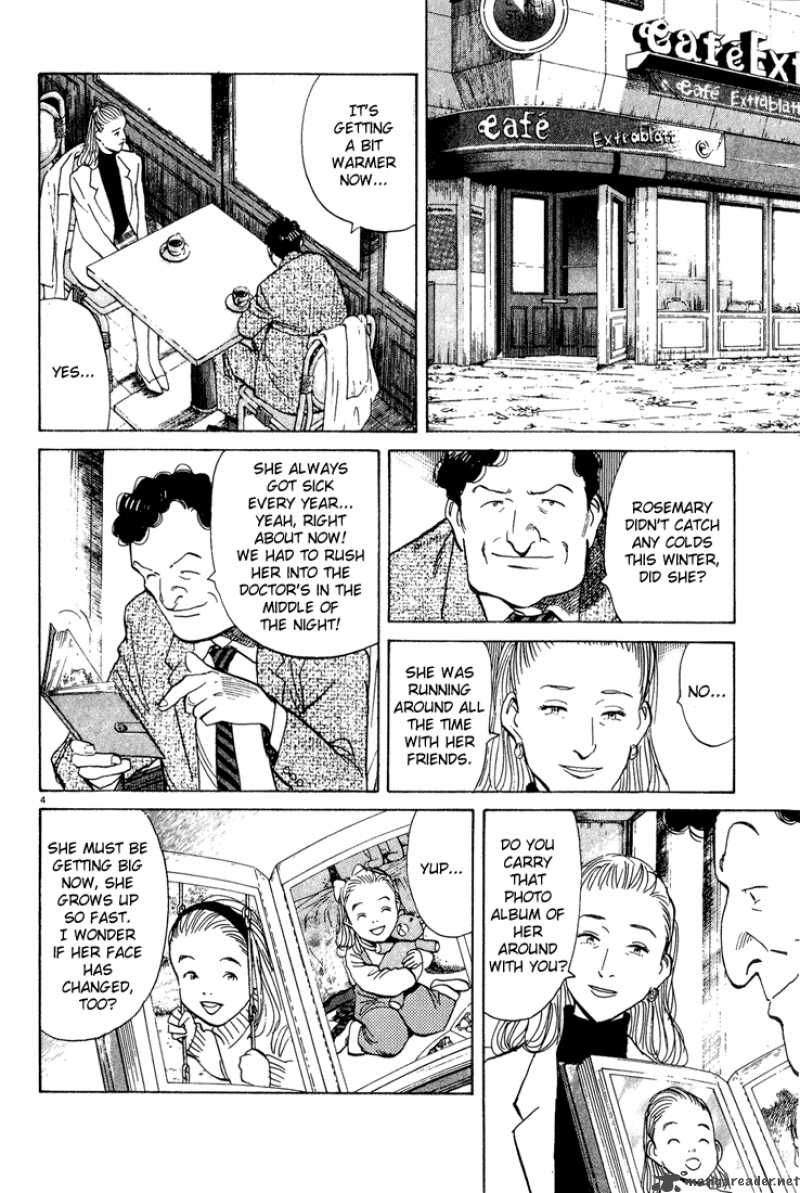 CaféExt
Café Extrablatt
Café Extrablatt
IT'S
GETTING
A BIT
WARMER
NOW...
YES...
ROSEMARY
DIDN'T CATCH
ANY COLDS
THIS WINTER,
DID SHE?
NO...
SHE WAS
RUNNING
AROUND ALL
THE TIME
WITH HER
FRIENDS.
SHE ALWAYS
GOT SICK
EVERY YEAR...
YEAH, RIGHT
ABOUT NOW!
WE HAD TO RUSH
HER INTO THE
DOCTOR'S IN THE
MIDDLE OF
THE NIGHT!
4
DO YOU
CARRY
THAT
PHOTO
ALBUM OF
HER
AROUND
WITH YOU?
YUP...
SHE MUST BE
GETTING BIG
NOW, SHE
GROWS UP
SO FAST.
I WONDER
IF HER FACE
HAS
CHANGED,
TOO?
mangareader.net